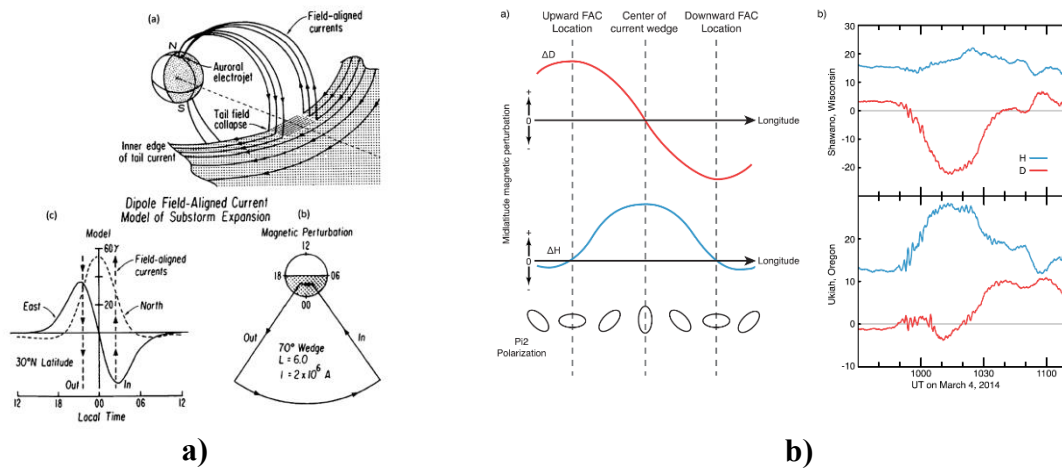 (a)
Field-aligned
currents
N
Auroral
electrojet
S
Tail field
collapse
Inner edge
of tail current
Dipole Field-Aligned Current
Model of Substorm Expansion
(c)
Model
60γ
Field-aligned
currents
East
20
North
30°N Latitude
Out
In
12
18
00
06
12
Local Time
(b)
Magnetic Perturbation
12
18
06
00
Out
In
70° Wedge
L = 6.0
I = 2 x 10⁶ A
a)
a)
Upward FAC
Location
Center of
current wedge
Downward FAC
Location
ΔD
Midlatitude magnetic perturbation
+
0
-
Longitude
ΔH
+
0
-
Longitude
Pi2
Polarization
b)
Shawano, Wisconsin
30
20
10
0
-10
-20
H
D
Ukiah, Oregon
20
10
0
-10
1000
1030
1100
UT on March 4, 2014
b)